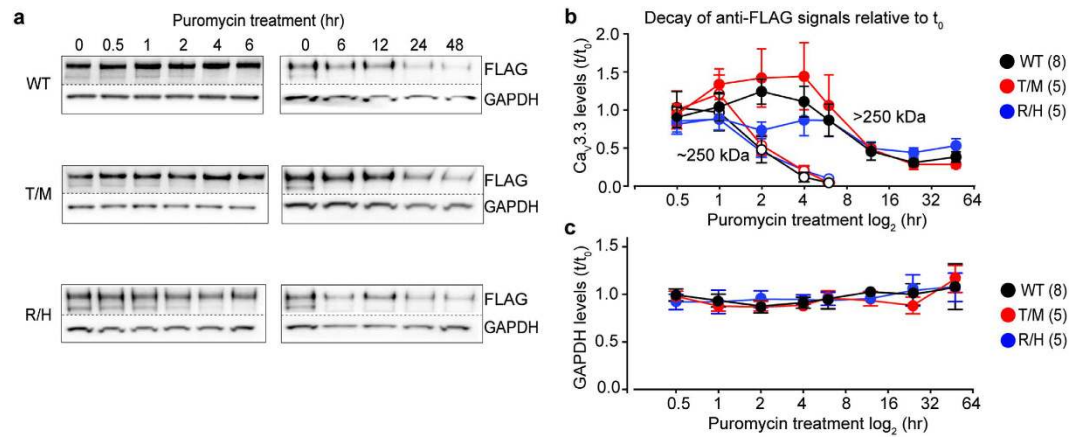 a
Puromycin treatment (hr)
0 0.5 1 2 4 6
0 6 12 24 48
WT
FLAG
GAPDH
T/M
FLAG
GAPDH
R/H
FLAG
GAPDH
b
Decay of anti-FLAG signals relative to t₀
Caᵥ3.3 levels (t/t₀)
2.0
1.5
1.0
0.5
0.0
>250 kDa
~250 kDa
0.5 1 2 4 8 16 32 64
Puromycin treatment log₂ (hr)
WT (8)
T/M (5)
R/H (5)
c
GAPDH levels (t/t₀)
1.5
1.0
0.5
0.0
0.5 1 2 4 8 16 32 64
Puromycin treatment log₂ (hr)
WT (8)
T/M (5)
R/H (5)